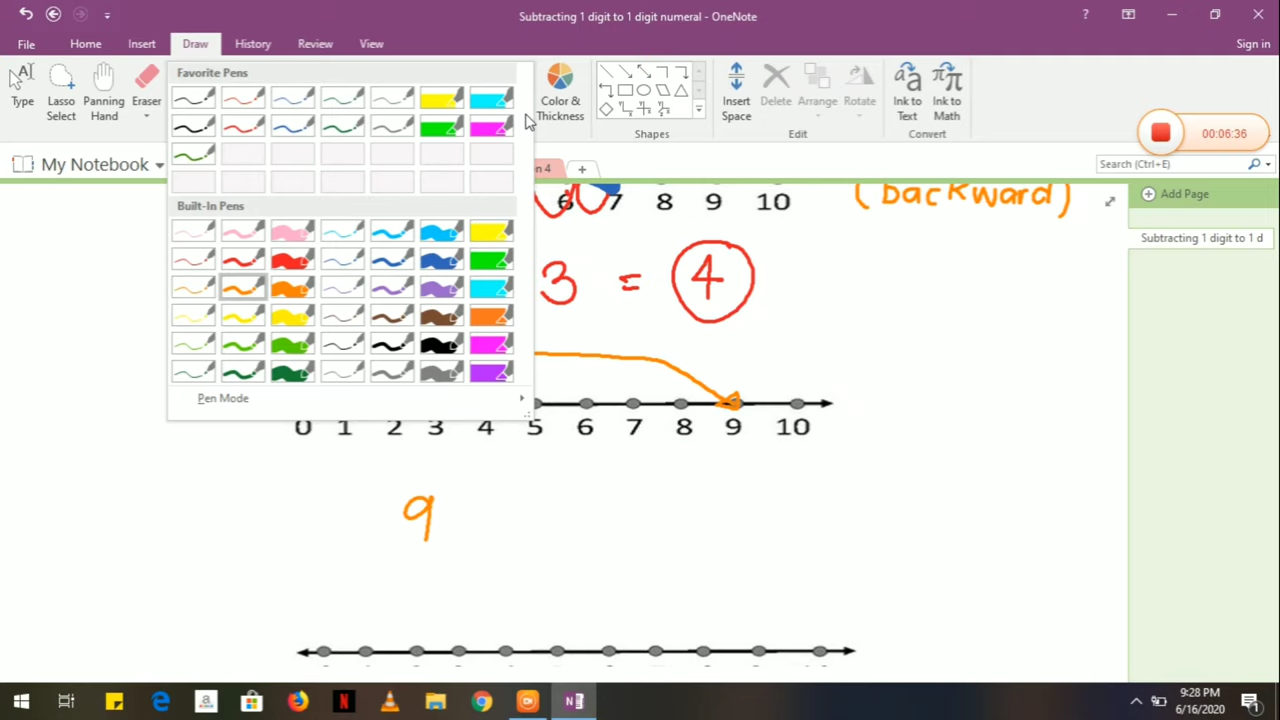 Subtracting 1 digit to 1 digit numeral - OneNote
File Home Insert Draw History Review View Sign in
Favorite Pens
Built-In Pens
Pen Mode
Type
Lasso Select
Panning Hand
Eraser
Color & Thickness
Shapes
Insert Space
Delete
Arrange
Rotate
Edit
Ink to Text
Ink to Math
Convert
00:06:36
My Notebook
n 4
Search (Ctrl+E)
Add Page
Subtracting 1 digit to 1 d
6 7 8 9 10
(backward)
3 = 4
0 1 2 3 4 5 6 7 8 9 10
9
N
9:28 PM
6/16/2020
1